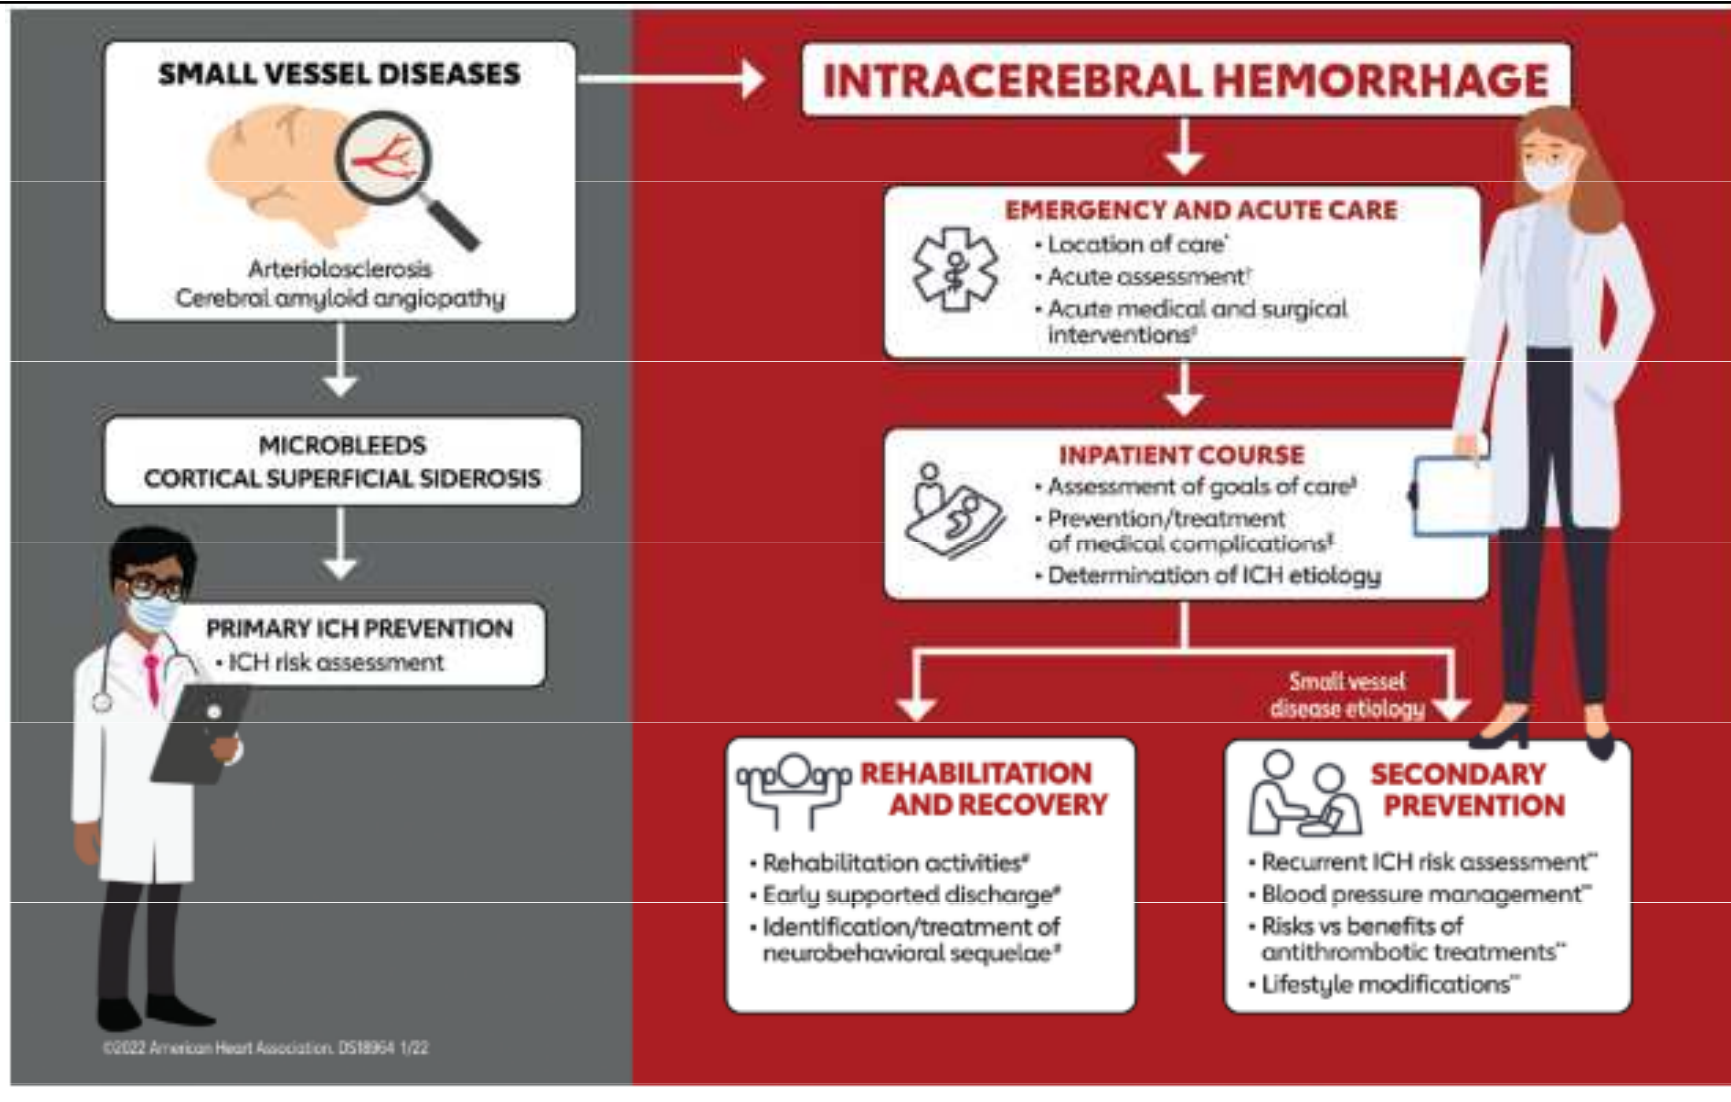 SMALL VESSEL DISEASES
Arteriolosclerosis
Cerebral amyloid angiopathy
MICROBLEEDS
CORTICAL SUPERFICIAL SIDEROSIS
PRIMARY ICH PREVENTION
• ICH risk assessment
©2022 American Heart Association. DS18964 1/22
INTRACEREBRAL HEMORRHAGE
EMERGENCY AND ACUTE CARE
• Location of care*
• Acute assessment†
• Acute medical and surgical
interventions‡
INPATIENT COURSE
• Assessment of goals of care§
• Prevention/treatment
of medical complications‖
• Determination of ICH etiology
Small vessel
disease etiology
REHABILITATION
AND RECOVERY
• Rehabilitation activities#
• Early supported discharge#
• Identification/treatment of
neurobehavioral sequelae#
SECONDARY
PREVENTION
• Recurrent ICH risk assessment**
• Blood pressure management**
• Risks vs benefits of
antithrombotic treatments**
• Lifestyle modifications**